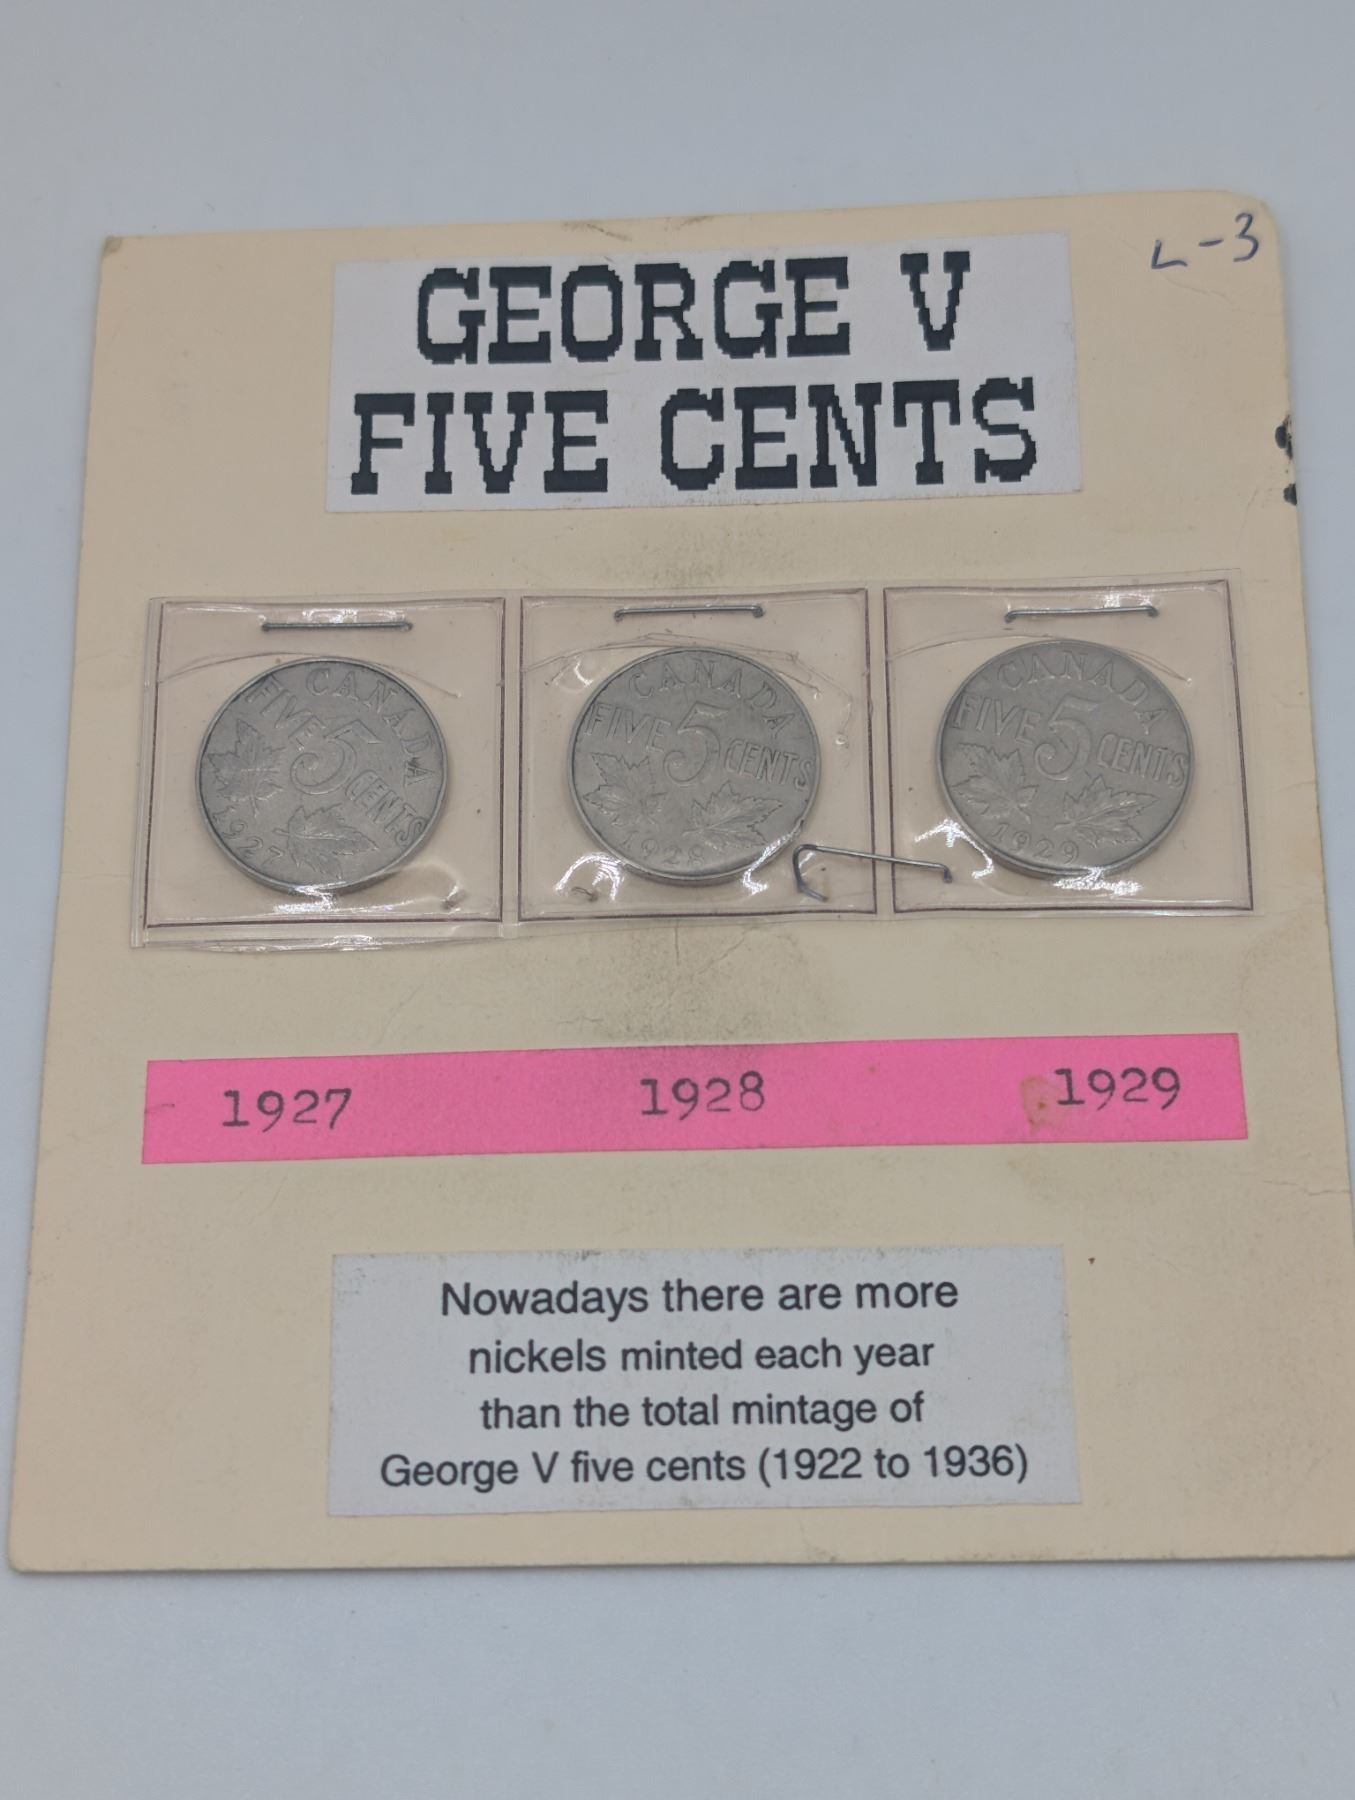 L-3
GEORGE V
FIVE CENTS
CANADA
FIVE 5 CENTS
1927
CANADA
FIVE 5 CENTS
1928
CANADA
FIVE 5 CENTS
1929
1927 1928 1929
Nowadays there are more
nickels minted each year
than the total mintage of
George V five cents (1922 to 1936)